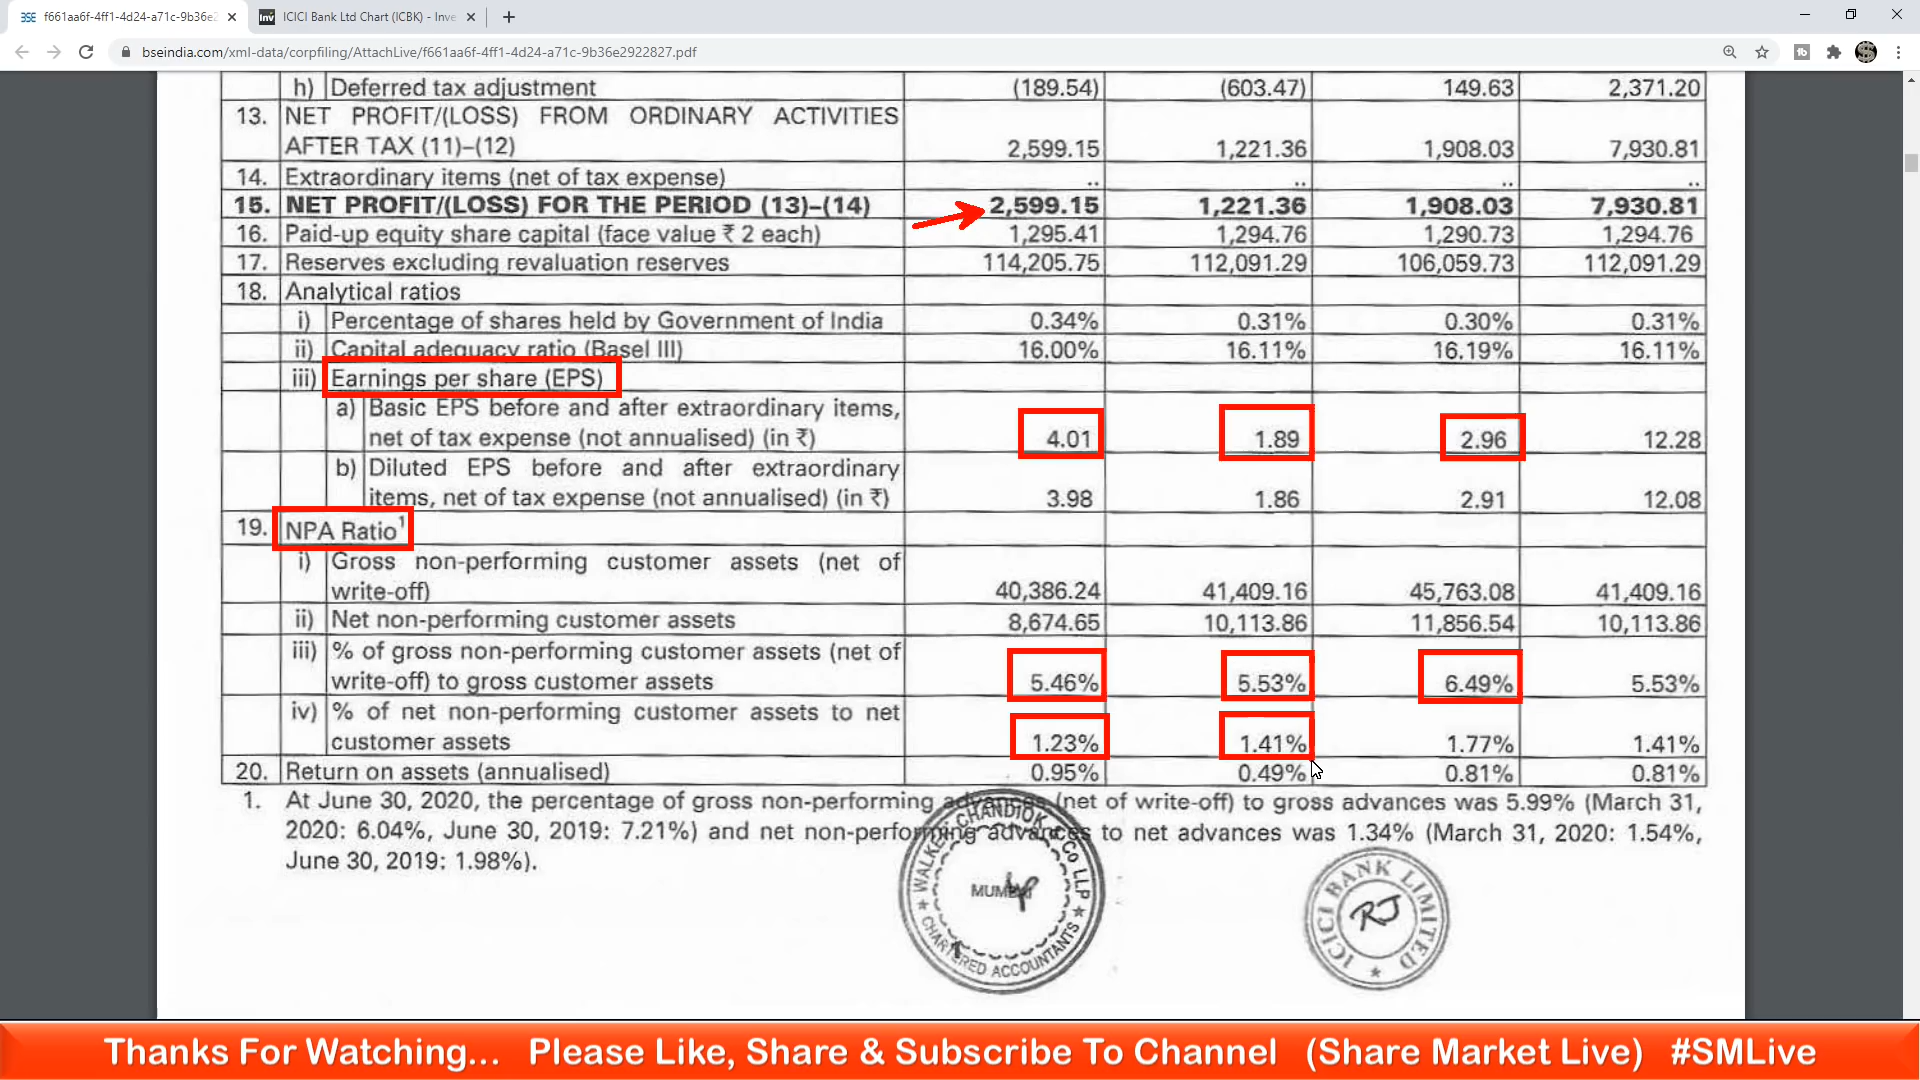 f661aa6f-4ff1-4d24-a71c-9b36e2
ICICI Bank Ltd Chart (ICBK) - Inve
bseindia.com/xml-data/corpfiling/AttachLive/f661aa6f-4ff1-4d24-a71c-9b36e2922827.pdf
h) Deferred tax adjustment (189.54) (603.47) 149.63 2,371.20
13. NET PROFIT/(LOSS) FROM ORDINARY ACTIVITIES
AFTER TAX (11)–(12) 2,599.15 1,221.36 1,908.03 7,930.81
14. Extraordinary items (net of tax expense) .. .. .. ..
15. NET PROFIT/(LOSS) FOR THE PERIOD (13)–(14) 2,599.15 1,221.36 1,908.03 7,930.81
16. Paid-up equity share capital (face value ₹ 2 each) 1,295.41 1,294.76 1,290.73 1,294.76
17. Reserves excluding revaluation reserves 114,205.75 112,091.29 106,059.73 112,091.29
18. Analytical ratios
i) Percentage of shares held by Government of India 0.34% 0.31% 0.30% 0.31%
ii) Capital adequacy ratio (Basel III) 16.00% 16.11% 16.19% 16.11%
iii) Earnings per share (EPS)
a) Basic EPS before and after extraordinary items,
net of tax expense (not annualised) (in ₹) 4.01 1.89 2.96 12.28
b) Diluted EPS before and after extraordinary
items, net of tax expense (not annualised) (in ₹) 3.98 1.86 2.91 12.08
19. NPA Ratio¹
i) Gross non-performing customer assets (net of
write-off) 40,386.24 41,409.16 45,763.08 41,409.16
ii) Net non-performing customer assets 8,674.65 10,113.86 11,856.54 10,113.86
iii) % of gross non-performing customer assets (net of
write-off) to gross customer assets 5.46% 5.53% 6.49% 5.53%
iv) % of net non-performing customer assets to net
customer assets 1.23% 1.41% 1.77% 1.41%
20. Return on assets (annualised) 0.95% 0.49% 0.81% 0.81%
1. At June 30, 2020, the percentage of gross non-performing advances (net of write-off) to gross advances was 5.99% (March 31,
2020: 6.04%, June 30, 2019: 7.21%) and net non-performing advances to net advances was 1.34% (March 31, 2020: 1.54%,
June 30, 2019: 1.98%).
WALKER CHANDIOK & Co LLP
MUMBAI
CHARTERED ACCOUNTANTS
ICICI BANK LIMITED
RJ
Thanks For Watching... Please Like, Share & Subscribe To Channel (Share Market Live) #SMLive